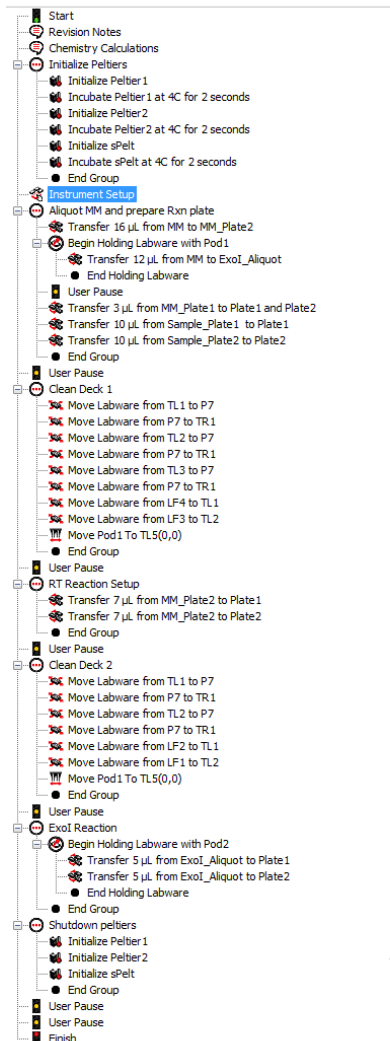 Start
Revision Notes
Chemistry Calculations
Initialize Peltiers
Initialize Peltier1
Incubate Peltier1 at 4C for 2 seconds
Initialize Peltier2
Incubate Peltier2 at 4C for 2 seconds
Initialize sPelt
Incubate sPelt at 4C for 2 seconds
End Group
Instrument Setup
Aliquot MM and prepare Rxn plate
Transfer 16 µL from MM to MM_Plate2
Begin Holding Labware with Pod1
Transfer 12 µL from MM to ExoI_Aliquot
End Holding Labware
User Pause
Transfer 3 µL from MM_Plate1 to Plate1 and Plate2
Transfer 10 µL from Sample_Plate1 to Plate1
Transfer 10 µL from Sample_Plate2 to Plate2
End Group
User Pause
Clean Deck 1
Move Labware from TL1 to P7
Move Labware from P7 to TR1
Move Labware from TL2 to P7
Move Labware from P7 to TR1
Move Labware from TL3 to P7
Move Labware from P7 to TR1
Move Labware from LF4 to TL1
Move Labware from LF3 to TL2
Move Pod1 To TL5(0,0)
End Group
User Pause
RT Reaction Setup
Transfer 7 µL from MM_Plate2 to Plate1
Transfer 7 µL from MM_Plate2 to Plate2
End Group
User Pause
Clean Deck 2
Move Labware from TL1 to P7
Move Labware from P7 to TR1
Move Labware from TL2 to P7
Move Labware from P7 to TR1
Move Labware from LF2 to TL1
Move Labware from LF1 to TL2
Move Pod1 To TL5(0,0)
End Group
User Pause
ExoI Reaction
Begin Holding Labware with Pod2
Transfer 5 µL from ExoI_Aliquot to Plate1
Transfer 5 µL from ExoI_Aliquot to Plate2
End Holding Labware
End Group
Shutdown peltiers
Initialize Peltier1
Initialize Peltier2
Initialize sPelt
End Group
User Pause
User Pause
Finish